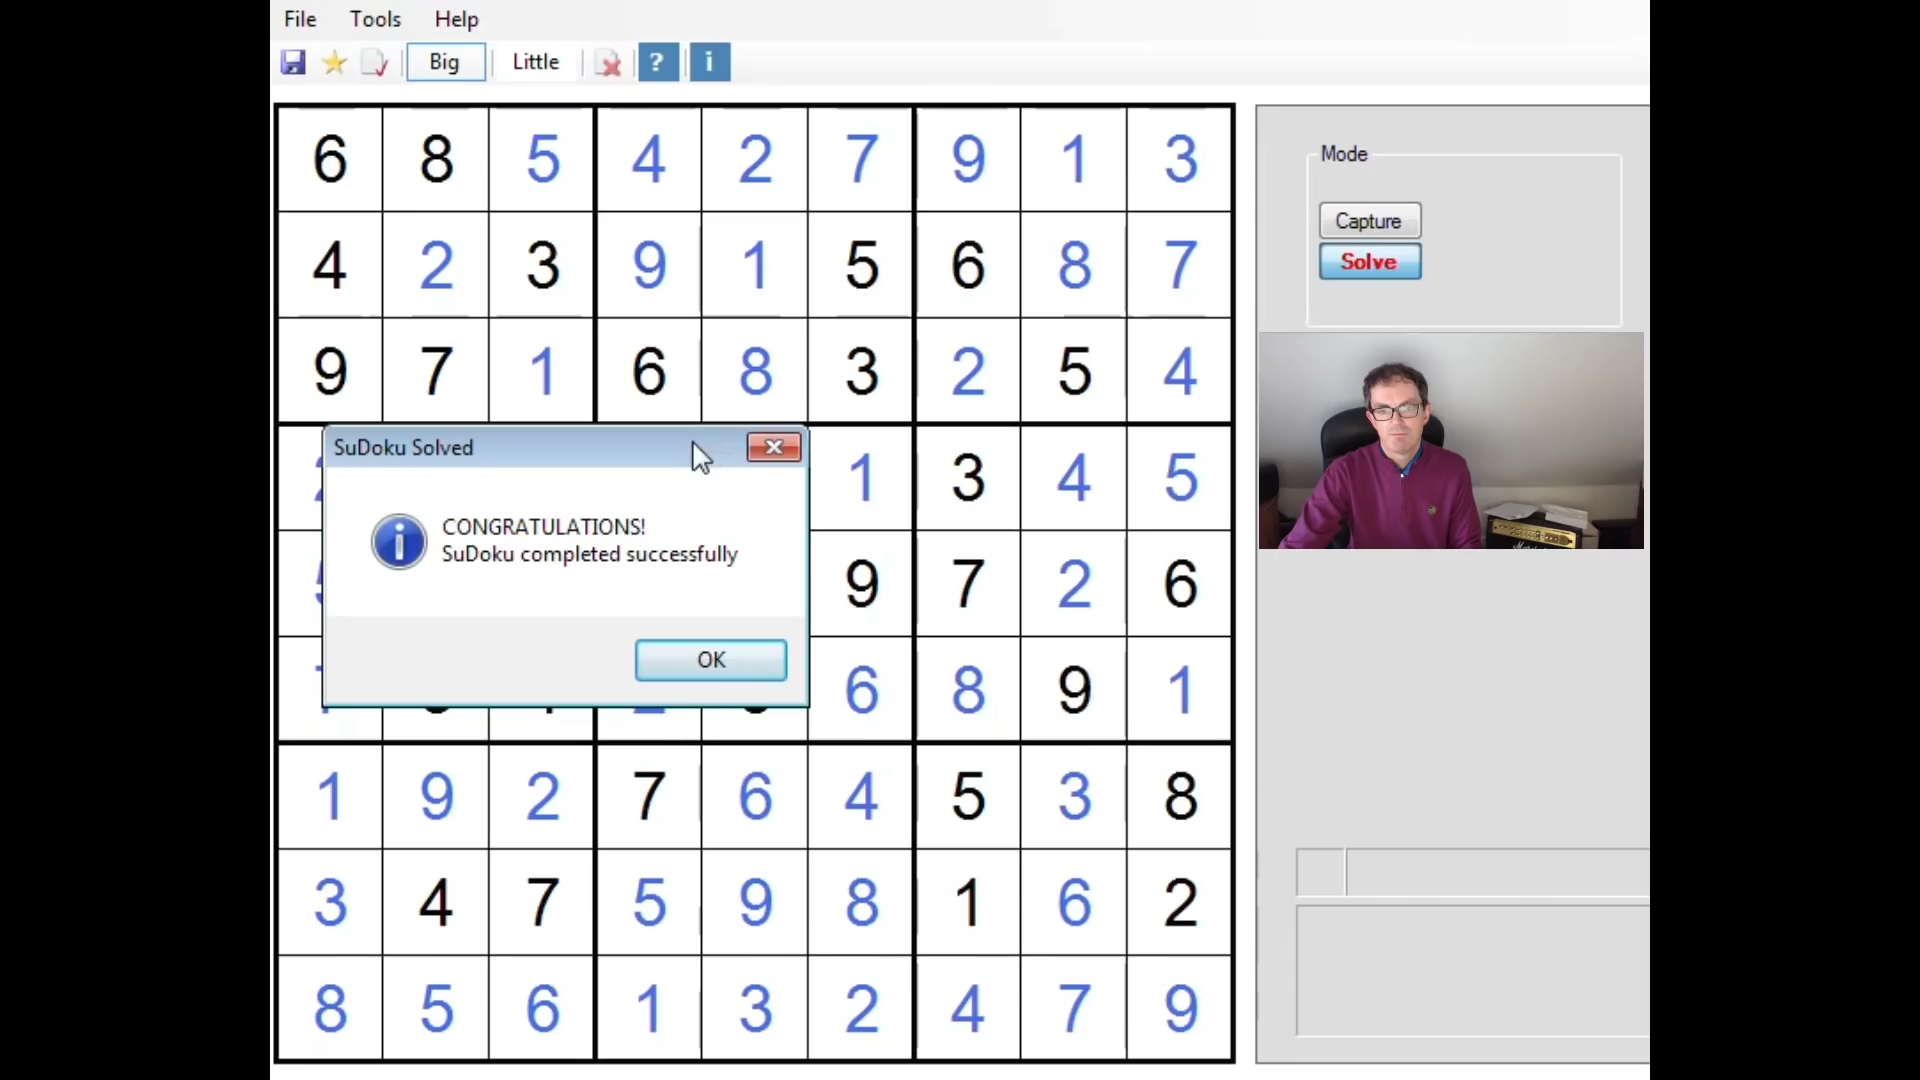 File Tools Help
Big Little ? i
6 8 5 4 2 7 9 1 3
4 2 3 9 1 5 6 8 7
9 7 1 6 8 3 2 5 4
1 3 4 5
9 7 2 6
6 8 9 1
1 9 2 7 6 4 5 3 8
3 4 7 5 9 8 1 6 2
8 5 6 1 3 2 4 7 9
SuDoku Solved
i
CONGRATULATIONS!
SuDoku completed successfully
OK
Mode
Capture
Solve
Marshall